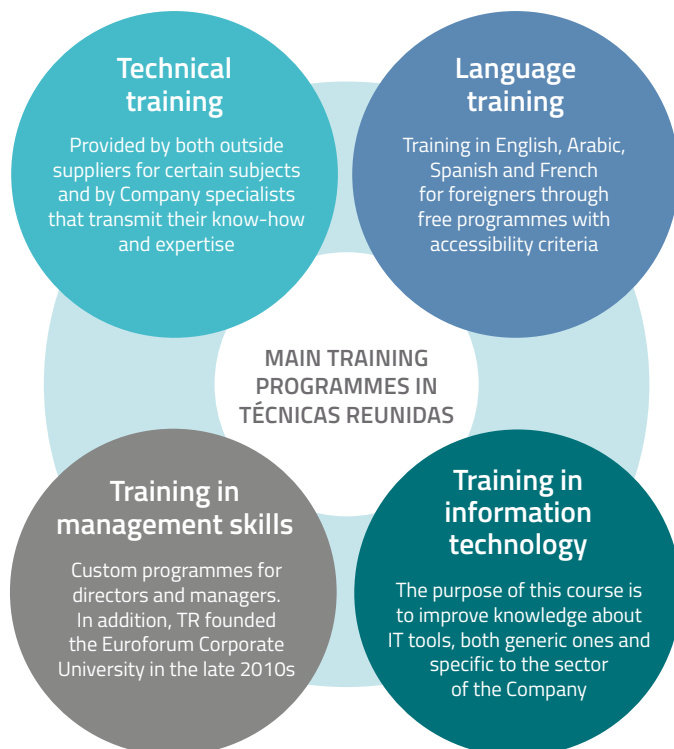 Technical
training
Provided by both outside
suppliers for certain subjects
and by Company specialists
that transmit their know-how
and expertise
Language
training
Training in English, Arabic,
Spanish and French
for foreigners through
free programmes with
accessibility criteria
MAIN TRAINING
PROGRAMMES IN
TÉCNICAS REUNIDAS
Training in
management skills
Custom programmes for
directors and managers.
In addition, TR founded
the Euroforum Corporate
University in the late 2010s
Training in
information
technology
The purpose of this course is
to improve knowledge about
IT tools, both generic ones and
specific to the sector
of the Company